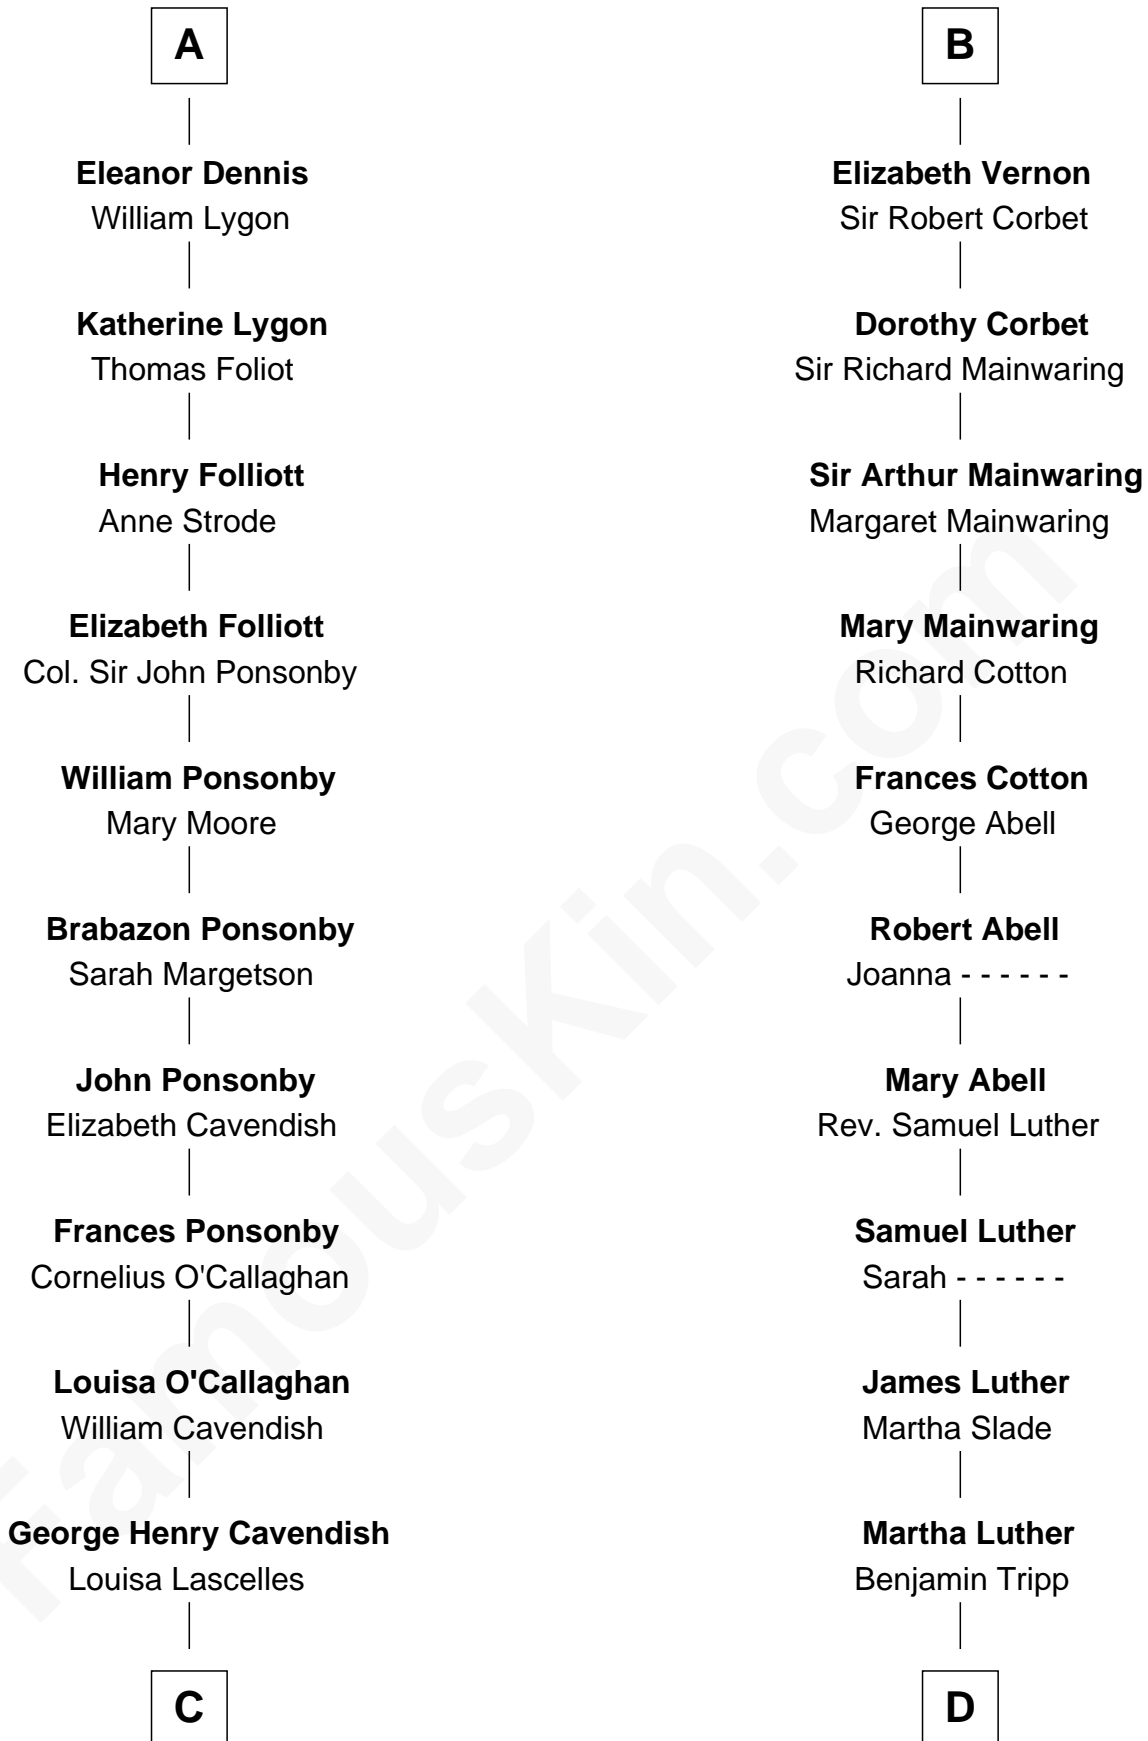 A
Eleanor Dennis
William Lygon
Katherine Lygon
Thomas Foliot
Henry Folliott
Anne Strode
Elizabeth Folliott
Col. Sir John Ponsonby
William Ponsonby
Mary Moore
Brabazon Ponsonby
Sarah Margetson
John Ponsonby
Elizabeth Cavendish
Frances Ponsonby
Cornelius O'Callaghan
Louisa O'Callaghan
William Cavendish
George Henry Cavendish
Louisa Lascelles
C
B
Elizabeth Vernon
Sir Robert Corbet
Dorothy Corbet
Sir Richard Mainwaring
Sir Arthur Mainwaring
Margaret Mainwaring
Mary Mainwaring
Richard Cotton
Frances Cotton
George Abell
Robert Abell
Joanna - - - - - -
Mary Abell
Rev. Samuel Luther
Samuel Luther
Sarah - - - - - -
James Luther
Martha Slade
Martha Luther
Benjamin Tripp
D
FamousKin.com